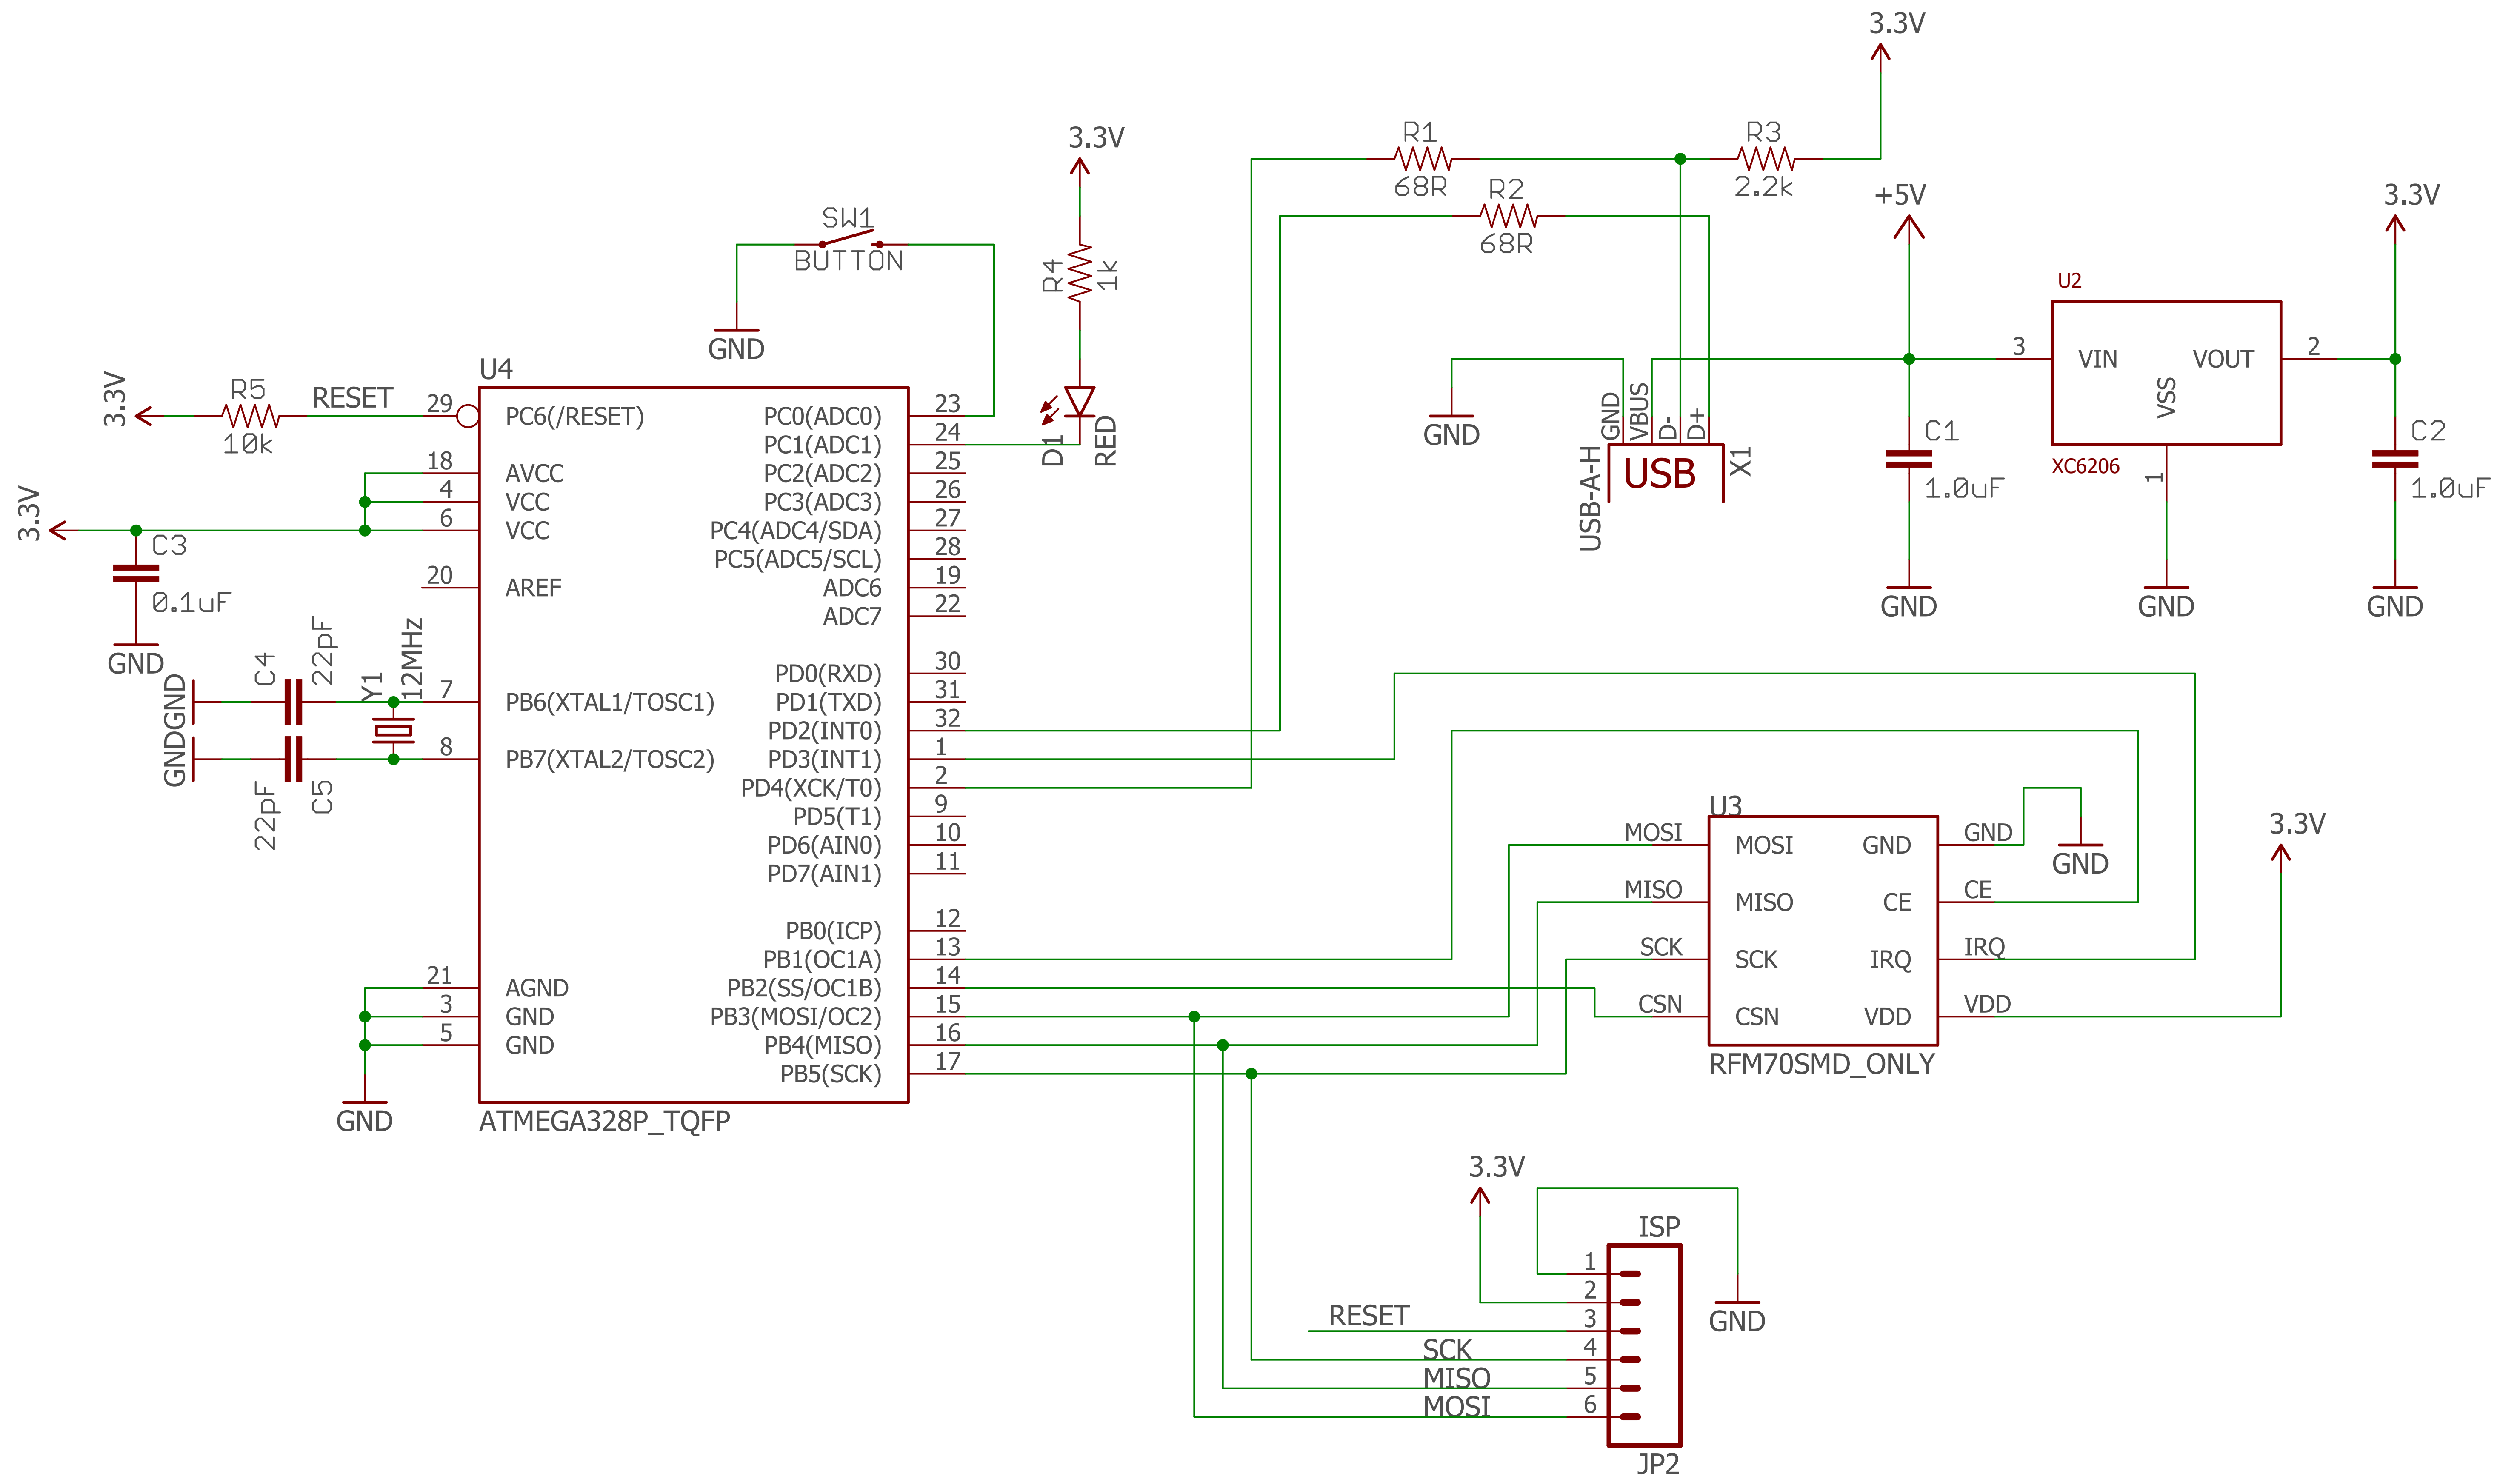 3.3V
3.3V
R1
68R
R3
2.2k
R2
68R
+5V
3.3V
SW1
BUTTON
GND
R4
1k
D1
RED
U2
3
VIN
VOUT
2
VSS
1
XC6206
C1
1.0uF
C2
1.0uF
GND
GND
GND
GND
GND
VBUS
D-
D+
USB
USB-A-H
X1
3.3V
R5
10k
RESET
3.3V
C3
0.1uF
GND
C4
22pF
GND
GND
22pF
C5
Y1
12MHz
U4
29
PC6(/RESET)
18
AVCC
4
VCC
6
VCC
20
AREF
7
PB6(XTAL1/TOSC1)
8
PB7(XTAL2/TOSC2)
21
AGND
3
GND
5
GND
GND
PC0(ADC0)
23
PC1(ADC1)
24
PC2(ADC2)
25
PC3(ADC3)
26
PC4(ADC4/SDA)
27
PC5(ADC5/SCL)
28
ADC6
19
ADC7
22
PD0(RXD)
30
PD1(TXD)
31
PD2(INT0)
32
PD3(INT1)
1
PD4(XCK/T0)
2
PD5(T1)
9
PD6(AIN0)
10
PD7(AIN1)
11
PB0(ICP)
12
PB1(OC1A)
13
PB2(SS/OC1B)
14
PB3(MOSI/OC2)
15
PB4(MISO)
16
PB5(SCK)
17
ATMEGA328P_TQFP
U3
MOSI
MOSI
GND
GND
MISO
MISO
CE
CE
SCK
SCK
IRQ
IRQ
CSN
CSN
VDD
VDD
RFM70SMD_ONLY
GND
3.3V
3.3V
ISP
1
2
RESET
3
SCK
4
MISO
5
MOSI
6
GND
JP2